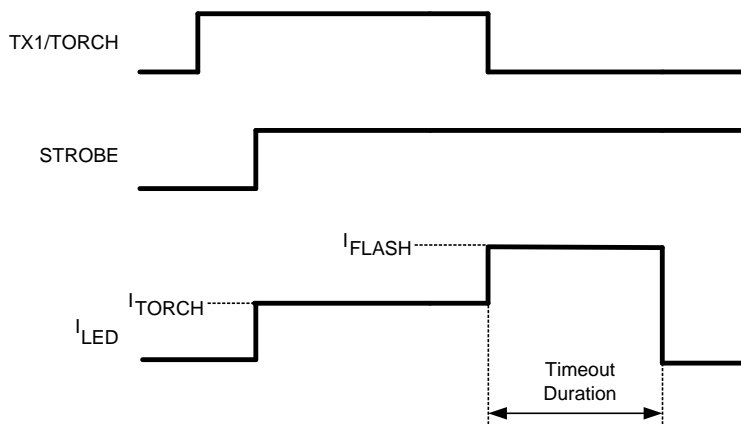 TX1/TORCH
STROBE
IFLASH
ITORCH
ILED
Timeout
Duration